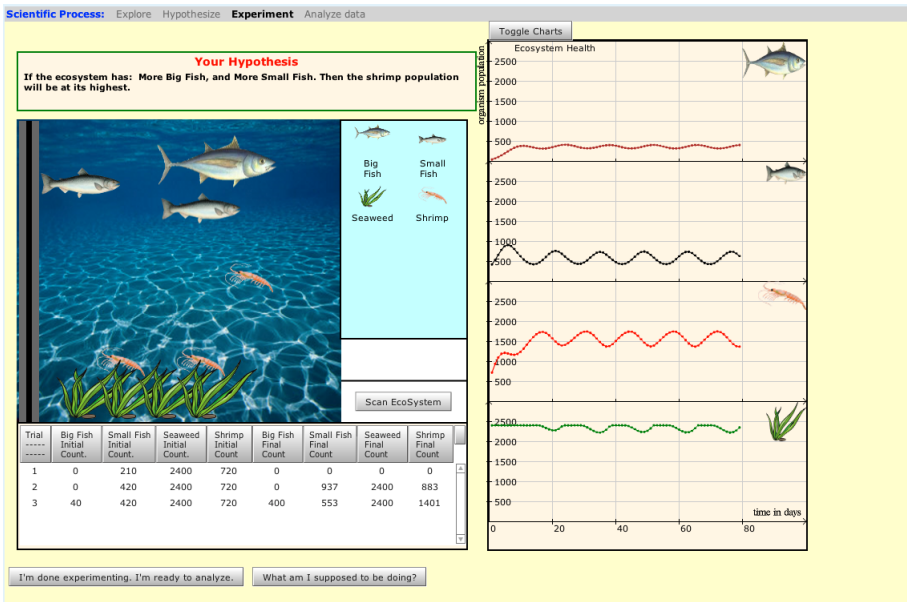 Scientific Process: Explore Hypothesize Experiment Analyze data
Toggle Charts
Your Hypothesis
If the ecosystem has:  More Big Fish, and More Small Fish. Then the shrimp population
will be at its highest.
Big
Fish
Small
Fish
Seaweed
Shrimp
Scan EcoSystem
Trial
-----
-----
Big Fish
Initial
Count.
Small Fish
Initial
Count.
Seaweed
Initial
Count.
Shrimp
Initial
Count.
Big Fish
Final
Count
Small Fish
Final
Count
Seaweed
Final
Count
Shrimp
Final
Count
1 0 210 2400 720 0 0 0 0
2 0 420 2400 720 0 937 2400 883
3 40 420 2400 720 400 553 2400 1401
I'm done experimenting. I'm ready to analyze.
What am I supposed to be doing?
organism population
Ecosystem Health
2500
2000
1500
1000
500
2500
2000
1500
1000
500
2500
2000
1500
1000
500
2500
2000
1500
1000
500
time in days
0 20 40 60 80